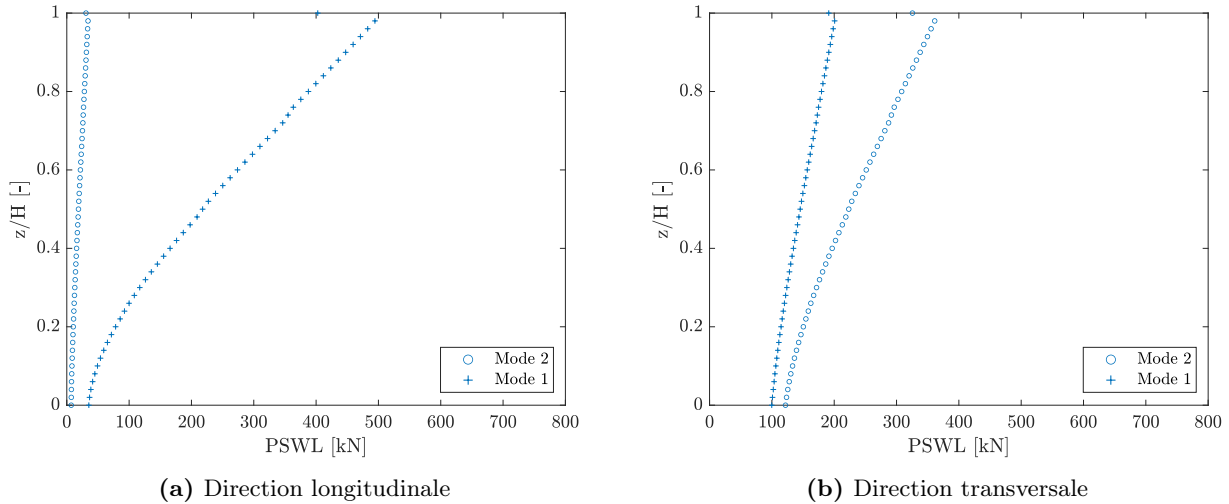 1
0.8
0.6
0.4
0.2
0
z/H [-]
0 100 200 300 400 500 600 700 800
PSWL [kN]
Mode 2
Mode 1
(a) Direction longitudinale
1
0.8
0.6
0.4
0.2
0
z/H [-]
0 100 200 300 400 500 600 700 800
PSWL [kN]
Mode 2
Mode 1
(b) Direction transversale